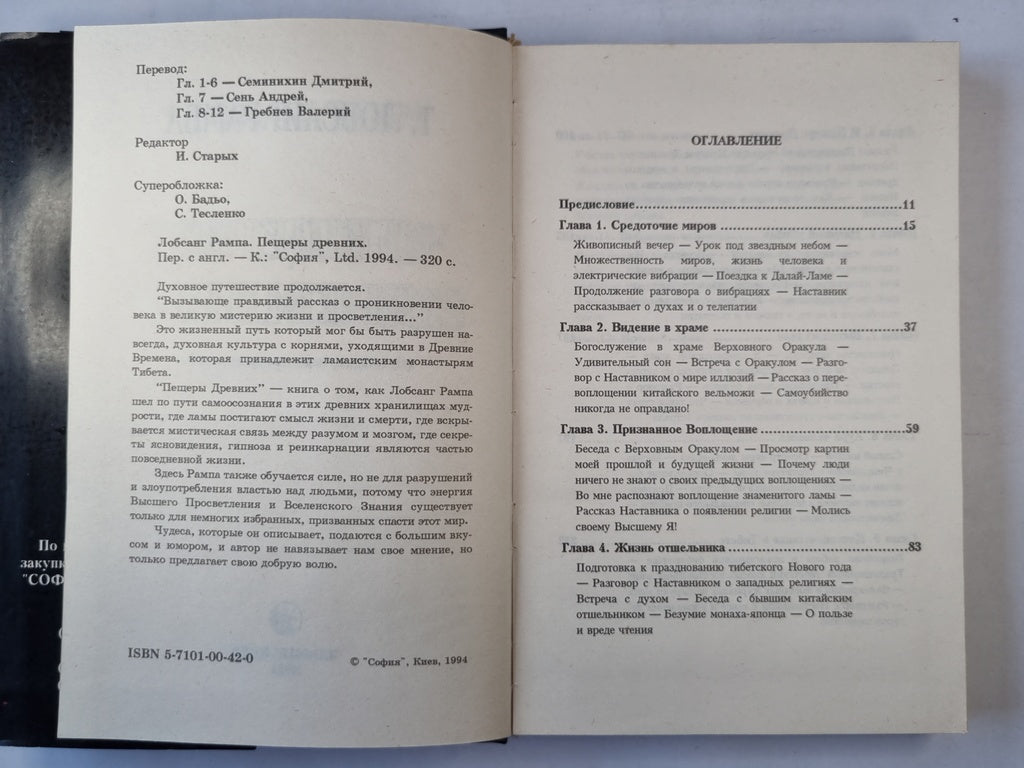 Перевод:
Гл. 1-6 — Семинихин Дмитрий,
Гл. 7 — Сень Андрей,
Гл. 8-12 — Гребнев Валерий
Редактор
И. Старых
Суперобложка:
О. Бадьо,
С. Тесленко
Лобсанг Рампа. Пещеры древних.
Пер. с англ. — К.: "София", Ltd. 1994. — 320 с.
Духовное путешествие продолжается.
"Вызывающе правдивый рассказ о проникновении чело-
века в великую мистерию жизни и просветления..."
Это жизненный путь который мог бы быть разрушен на-
всегда, духовная культура с корнями, уходящими в Древние
Времена, которая принадлежит ламаистским монастырям
Тибета.
"Пещеры Древних" — книга о том, как Лобсанг Рампа
шел по пути самоосознания в этих древних хранилищах муд-
рости, где ламы постигают смысл жизни и смерти, где вскры-
вается мистическая связь между разумом и мозгом, где секре-
ты ясновидения, гипноза и реинкарнации являются частью
повседневной жизни.
Здесь Рампа также обучается силе, но не для разрушений
и злоупотребления властью над людьми, потому что энергия
Высшего Просветления и Вселенского Знания существует
только для немногих избранных, призванных спасти этот мир.
Чудеса, которые он описывает, подаются с большим вку-
сом и юмором, и автор не навязывает нам свое мнение, но
только предлагает свою добрую волю.
ISBN 5-7101-00-42-0
© "София", Киев, 1994
По
закуп
"СОФ
ОГЛАВЛЕНИЕ
Предисловие...11
Глава 1. Средоточие миров ...15
Живописный вечер — Урок под звездным небом —
Множественность миров, жизнь человека и
электрические вибрации — Поездка к Далай-Ламе —
Продолжение разговора о вибрациях — Наставник
рассказывает о духах и о телепатии
Глава 2. Видение в храме ...37
Богослужение в храме Верховного Оракула —
Удивительный сон — Встреча с Оракулом — Разго-
вор с Наставником о мире иллюзий — Рассказ о пере-
воплощении китайского вельможи — Самоубийство
никогда не оправдано!
Глава 3. Признанное Воплощение ...59
Беседа с Верховным Оракулом — Просмотр картин
моей прошлой и будущей жизни — Почему люди
ничего не знают о своих предыдущих воплощениях —
Во мне распознают воплощение знаменитого ламы —
Рассказ Наставника о появлении религии — Молись
своему Высшему Я!
Глава 4. Жизнь отшельника ...83
Подготовка к празднованию тибетского Нового года
— Разговор с Наставником о западных религиях —
Встреча с духом — Беседа с бывшим китайским
отшельником — Безумие монаха-японца — О пользе
и вреде чтения